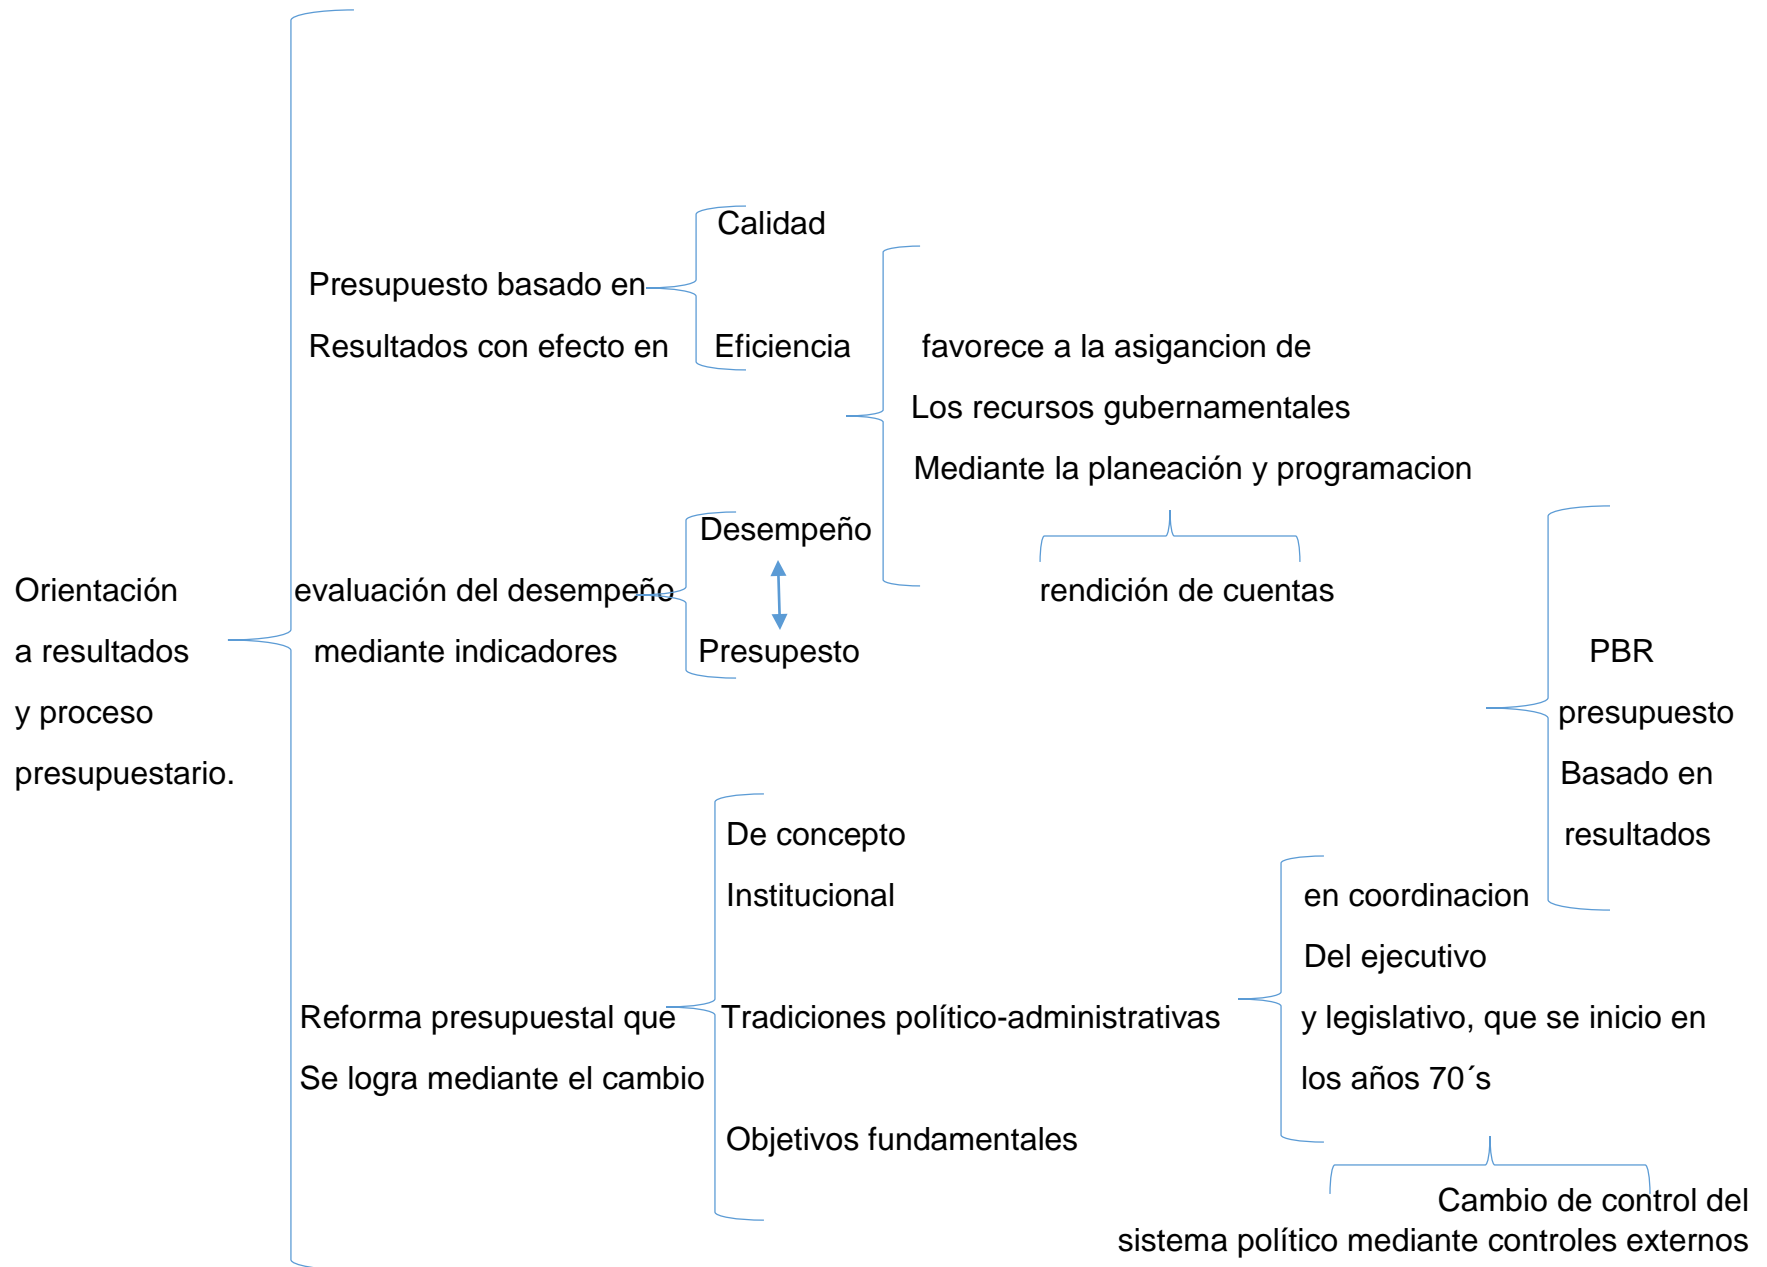 Calidad
Presupuesto basado en
Resultados con efecto en
Eficiencia
favorece a la asigancion de
Los recursos gubernamentales
Mediante la planeación y programacion
Desempeño
Orientación
a resultados
y proceso
presupuestario.
evaluación del desempeño
mediante indicadores
Presupesto
rendición de cuentas
PBR
presupuesto
Basado en
resultados
De concepto
Institucional
Reforma presupuestal que
Se logra mediante el cambio
Tradiciones político-administrativas
Objetivos fundamentales
en coordinacion
Del ejecutivo
y legislativo, que se inicio en
los años 70´s
Cambio de control del
sistema político mediante controles externos